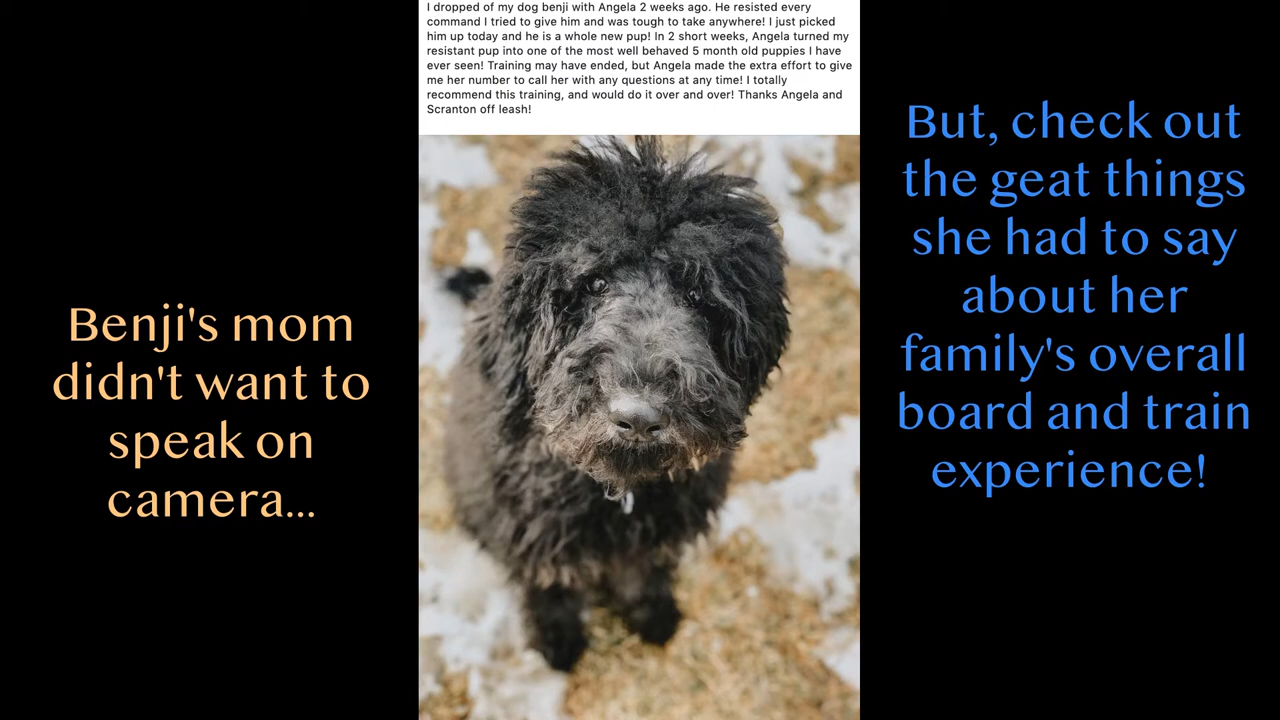 I dropped of my dog benji with Angela 2 weeks ago. He resisted every
command I tried to give him and was tough to take anywhere! I just picked
him up today and he is a whole new pup! In 2 short weeks, Angela turned my
resistant pup into one of the most well behaved 5 month old puppies I have
ever seen! Training may have ended, but Angela made the extra effort to give
me her number to call her with any questions at any time! I totally
recommend this training, and would do it over and over! Thanks Angela and
Scranton off leash!
Benji's mom
didn't want to
speak on
camera...
But, check out
the geat things
she had to say
about her
family's overall
board and train
experience!